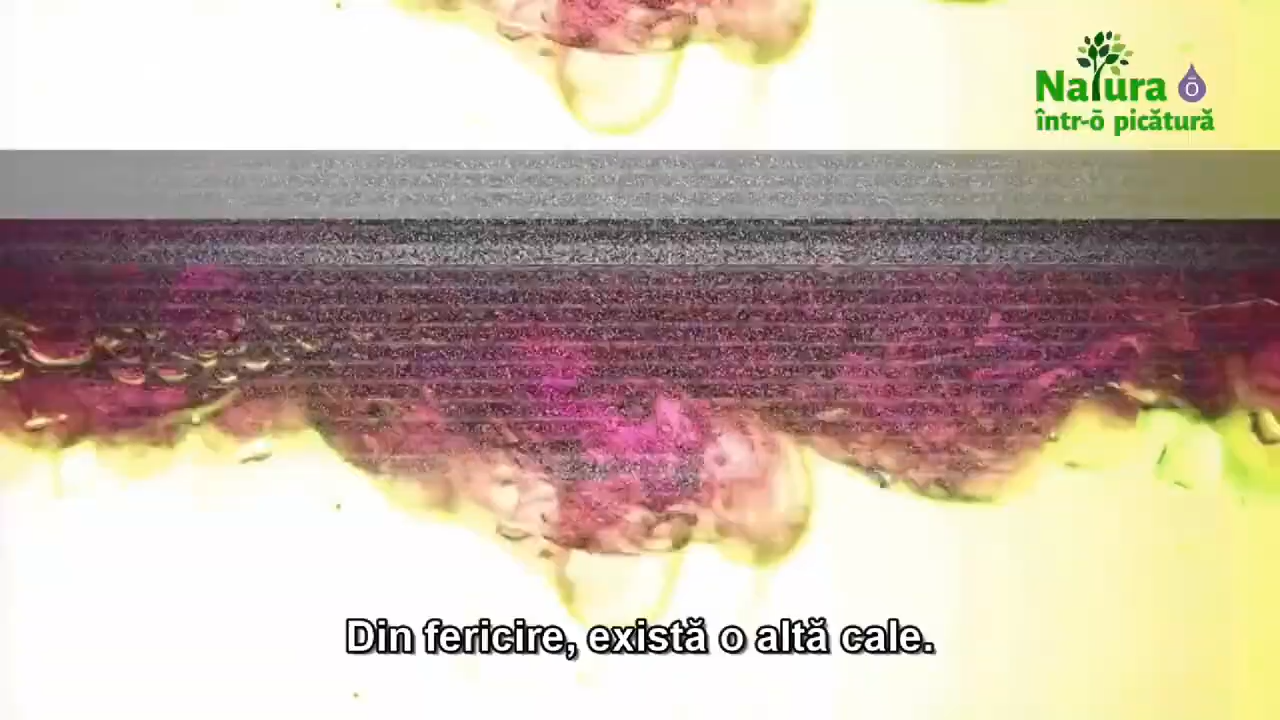 Natura ō
într-ō picătură
Din fericire, există o altă cale.